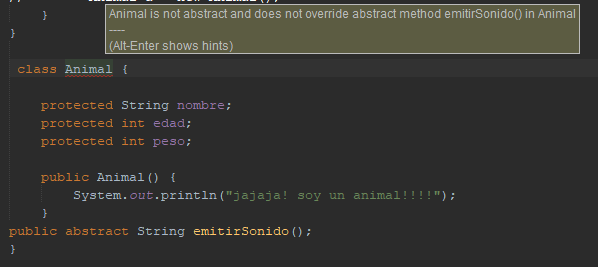 }
Animal is not abstract and does not override abstract method emitirSonido() in Animal
----
(Alt-Enter shows hints)
}
class Animal {
protected String nombre;
protected int edad;
protected int peso;
public Animal() {
System.out.println("jajaja! soy un animal!!!!");
}
public abstract String emitirSonido();
}